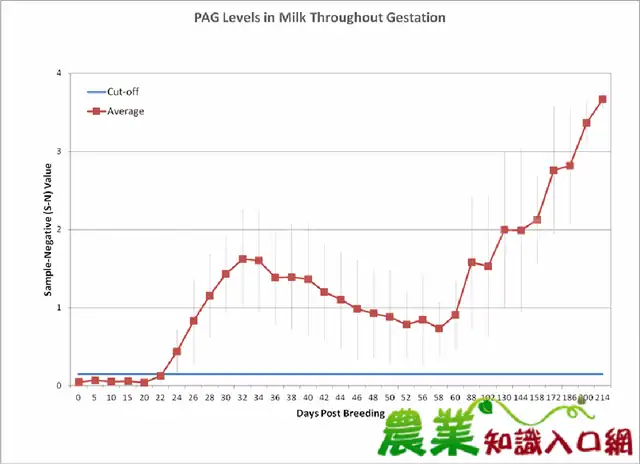 PAG Levels in Milk Throughout Gestation
4
3
2
1
0
Sample-Negative (S-N) Value
Cut-off
Average
0 5 10 15 20 22 24 26 28 30 32 34 36 38 40 42 44 46 48 50 52 56 58 60 88 102 130 144 158 172 186 200 214
Days Post Breeding
農業知識入口網